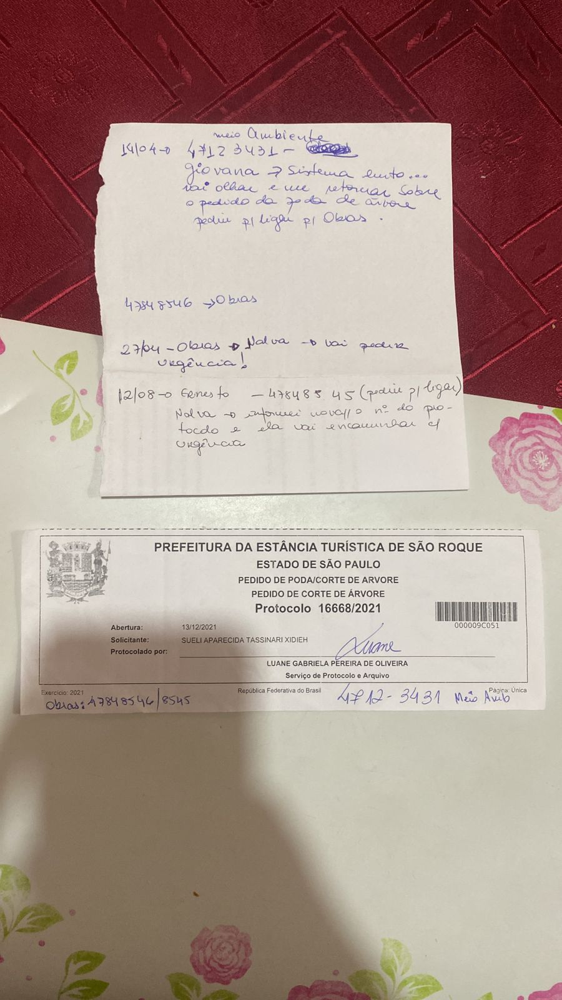 meio Ambiente
14/04 → 4712 3431 -
Giovana → Sistema lento...
vai olhar e me retornar sobre
o pedido da poda de árvore
pediu p/ ligar p/ Obras.
47848546 → Obras
27/04 - Obras → Nalva → vai pedir
urgência!
12/08 → Ernesto - 47848545 (pediu p/ ligar)
Nalva → informei nova// o nº do pro-
tocolo e ela vai encaminhar c/
urgência
PREFEITURA DA ESTÂNCIA TURÍSTICA DE SÃO ROQUE
ESTADO DE SÃO PAULO
PEDIDO DE PODA/CORTE DE ARVORE
PEDIDO DE CORTE DE ÁRVORE
Protocolo 16668/2021
000009C051
Abertura: 13/12/2021
Solicitante: SUELI APARECIDA TASSINARI XIDIEH
Protocolado por: Luane
LUANE GABRIELA PEREIRA DE OLIVEIRA
Serviço de Protocolo e Arquivo
Exercício: 2021 República Federativa do Brasil Página: Única
Obras: 47848546/8545 4712-3431 Meio Amb